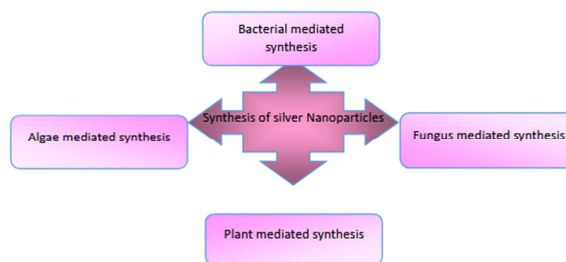 Bacterial mediated
synthesis
Synthesis of silver Nanoparticles
Algae mediated synthesis
Fungus mediated synthesis
Plant mediated synthesis